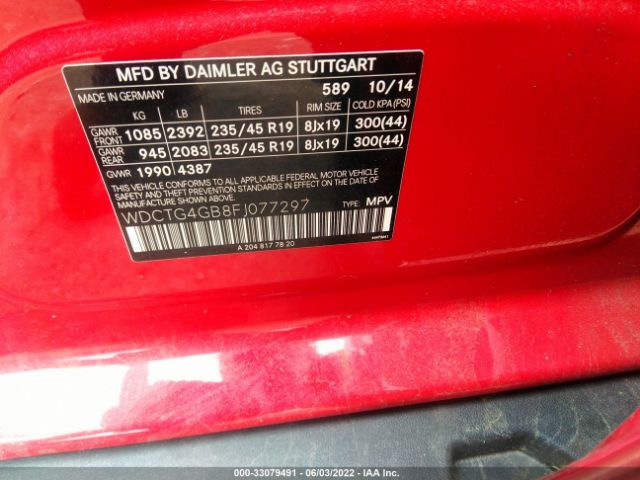 MFD BY DAIMLER AG STUTTGART
MADE IN GERMANY 589 10/14
KG LB TIRES RIM SIZE COLD KPA (PSI)
GAWR FRONT 1085 2392 235/45 R19 8Jx19 300(44)
GAWR REAR 945 2083 235/45 R19 8Jx19 300(44)
GVWR 1990 4387
THIS VEHICLE CONFORMS TO ALL APPLICABLE FEDERAL MOTOR VEHICLE
SAFETY, BUMPER, AND THEFT PREVENTION STANDARDS IN EFFECT ON THE
DATE OF MANUFACTURE SHOWN ABOVE.
WDCTG4GB8FJ077297 TYPE: MPV
A 204 817 78 20
000-33079491 - 06/03/2022 - IAA Inc.